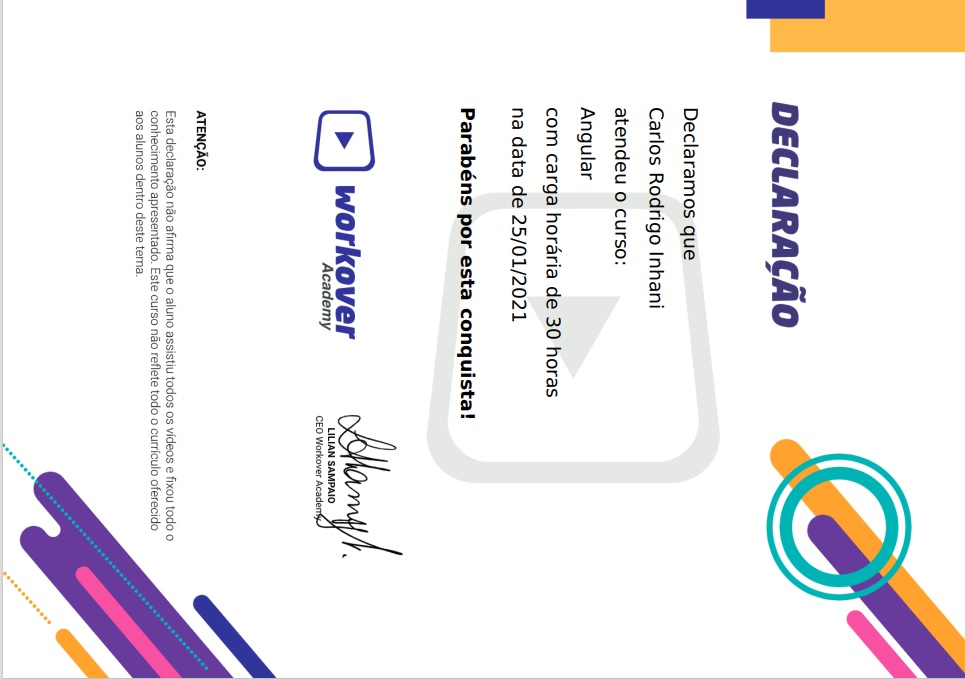 DECLARAÇÃO
Declaramos que
Carlos Rodrigo Inhani
atendeu o curso:
Angular
com carga horária de 30 horas
na data de 25/01/2021
Parabéns por esta conquista!
workover
Academy
LILIAN SAMPAIO
CEO Workover Academy
ATENÇÃO:
Esta declaração não afirma que o aluno assistiu todos os vídeos e fixou todo o
conhecimento apresentado. Este curso não reflete todo o currículo oferecido
aos alunos dentro deste tema.